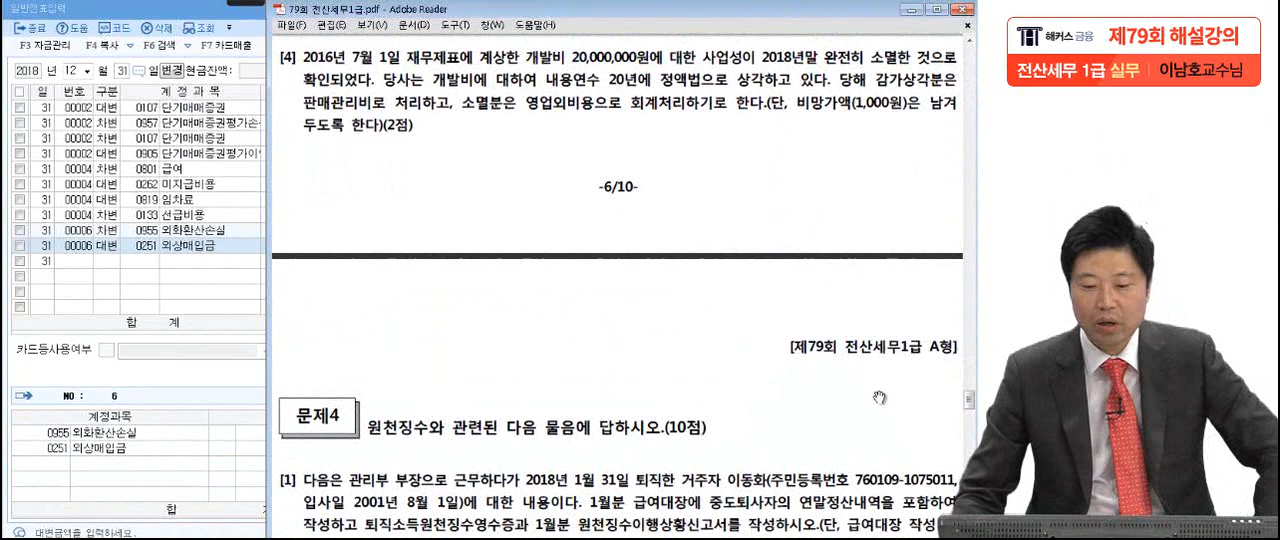 일반전표입력
종료 도움 코드 삭제 조회
F3 자금관리 F4 복사 F6 검색 F7 카드매출
2018 년 12 월 31 일 변경 현금잔액:
일 번호 구분 계 정 과 목
31 00002 대변 0107 단기매매증권
31 00002 차변 0957 단기매매증권평가손
31 00002 차변 0107 단기매매증권
31 00002 대변 0905 단기매매증권평가이
31 00004 차변 0801 급여
31 00004 대변 0262 미지급비용
31 00004 대변 0819 임차료
31 00004 차변 0133 선급비용
31 00006 차변 0955 외화환산손실
31 00006 대변 0251 외상매입금
31
합 계
카드등사용여부
NO : 6
계정과목
0955 외화환산손실
0251 외상매입금
합
대변금액을 입력하세요.
79회 전산세무1급.pdf - Adobe Reader
파일(F) 편집(E) 보기(V) 문서(D) 도구(T) 창(W) 도움말(H)
[4] 2016년 7월 1일 재무제표에 계상한 개발비 20,000,000원에 대한 사업성이 2018년말 완전히 소멸한 것으로
확인되었다. 당사는 개발비에 대하여 내용연수 20년에 정액법으로 상각하고 있다. 당해 감가상각분은
판매관리비로 처리하고, 소멸분은 영업외비용으로 회계처리하기로 한다.(단, 비망가액(1,000원)은 남겨
두도록 한다)(2점)
-6/10-
[제79회 전산세무1급 A형]
문제4 원천징수와 관련된 다음 물음에 답하시오.(10점)
[1] 다음은 관리부 부장으로 근무하다가 2018년 1월 31일 퇴직한 거주자 이동화(주민등록번호 760109-1075011,
입사일 2001년 8월 1일)에 대한 내용이다. 1월분 급여대장에 중도퇴사자의 연말정산내역을 포함하여
작성하고 퇴직소득원천징수영수증과 1월분 원천징수이행상황신고서를 작성하시오.(단, 급여대장 작성
해커스 금융 제79회 해설강의
전산세무 1급 실무 이남호교수님